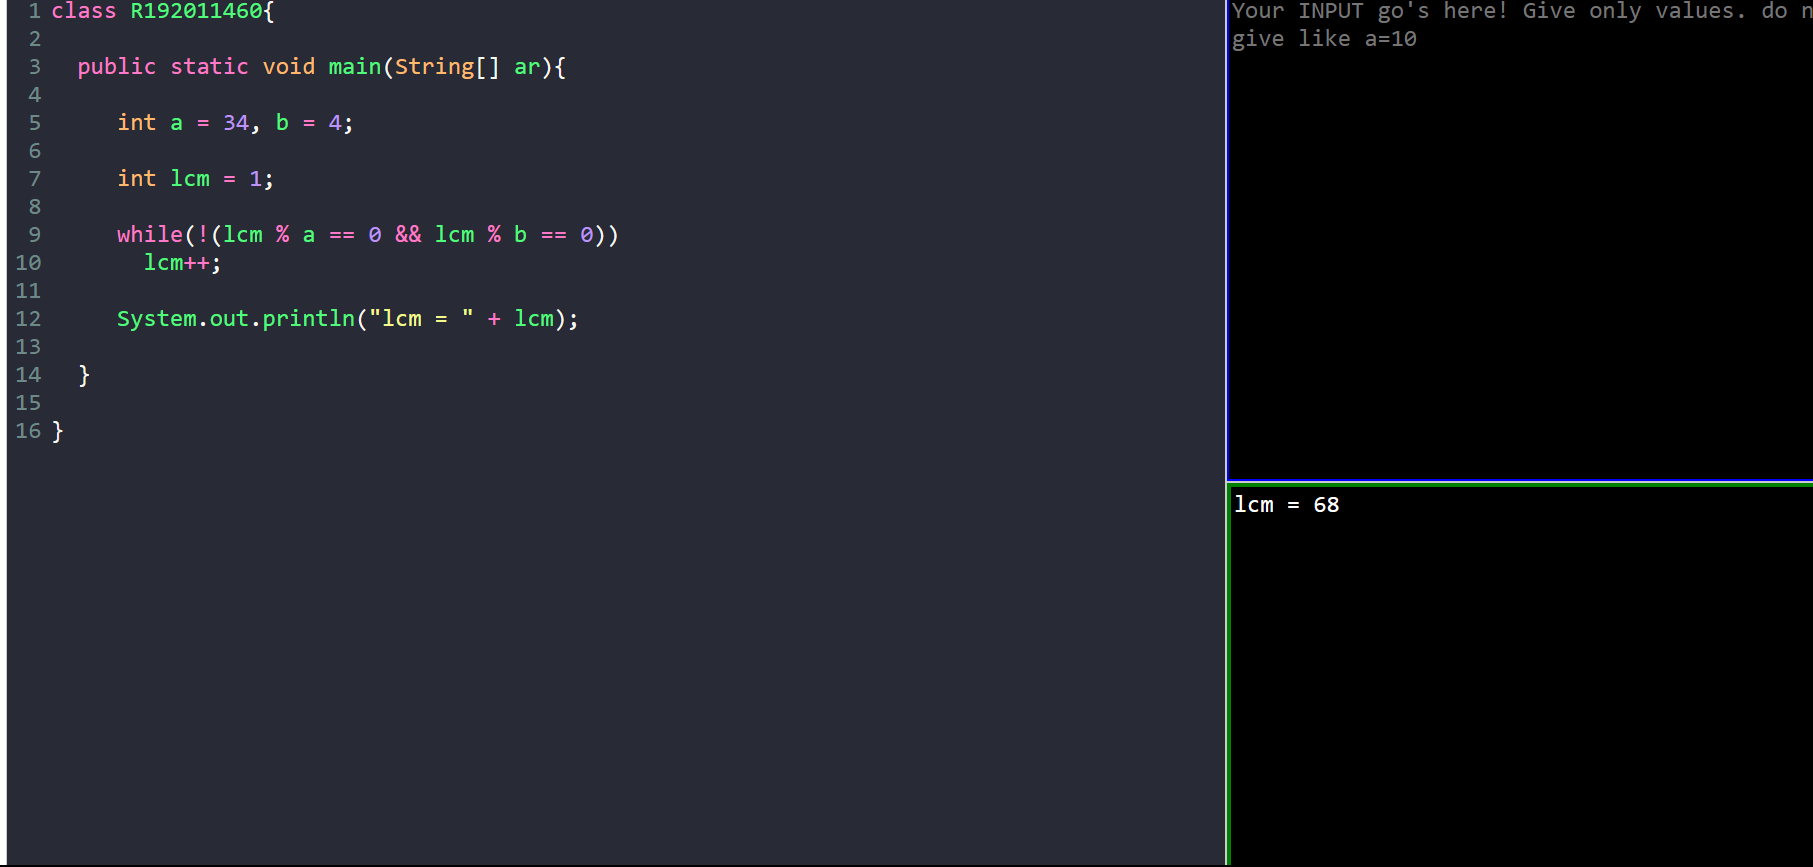 1 class R192011460{
2
3   public static void main(String[] ar){
4
5      int a = 34, b = 4;
6
7      int lcm = 1;
8
9      while(!(lcm % a == 0 && lcm % b == 0))
10       lcm++;
11
12     System.out.println("lcm = " + lcm);
13
14  }
15
16 }
Your INPUT go's here! Give only values. do n
give like a=10
lcm = 68